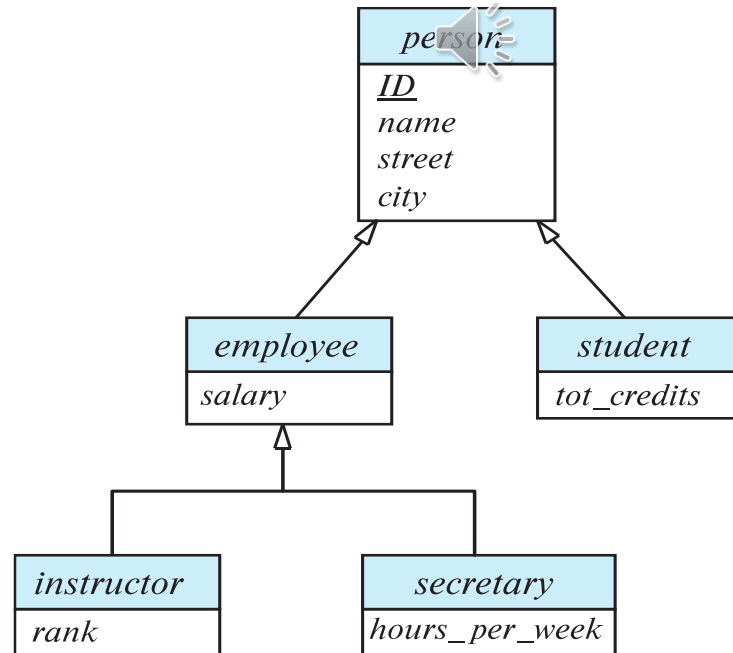 person
ID
name
street
city
employee
salary
student
tot_credits
instructor
rank
secretary
hours_per_week